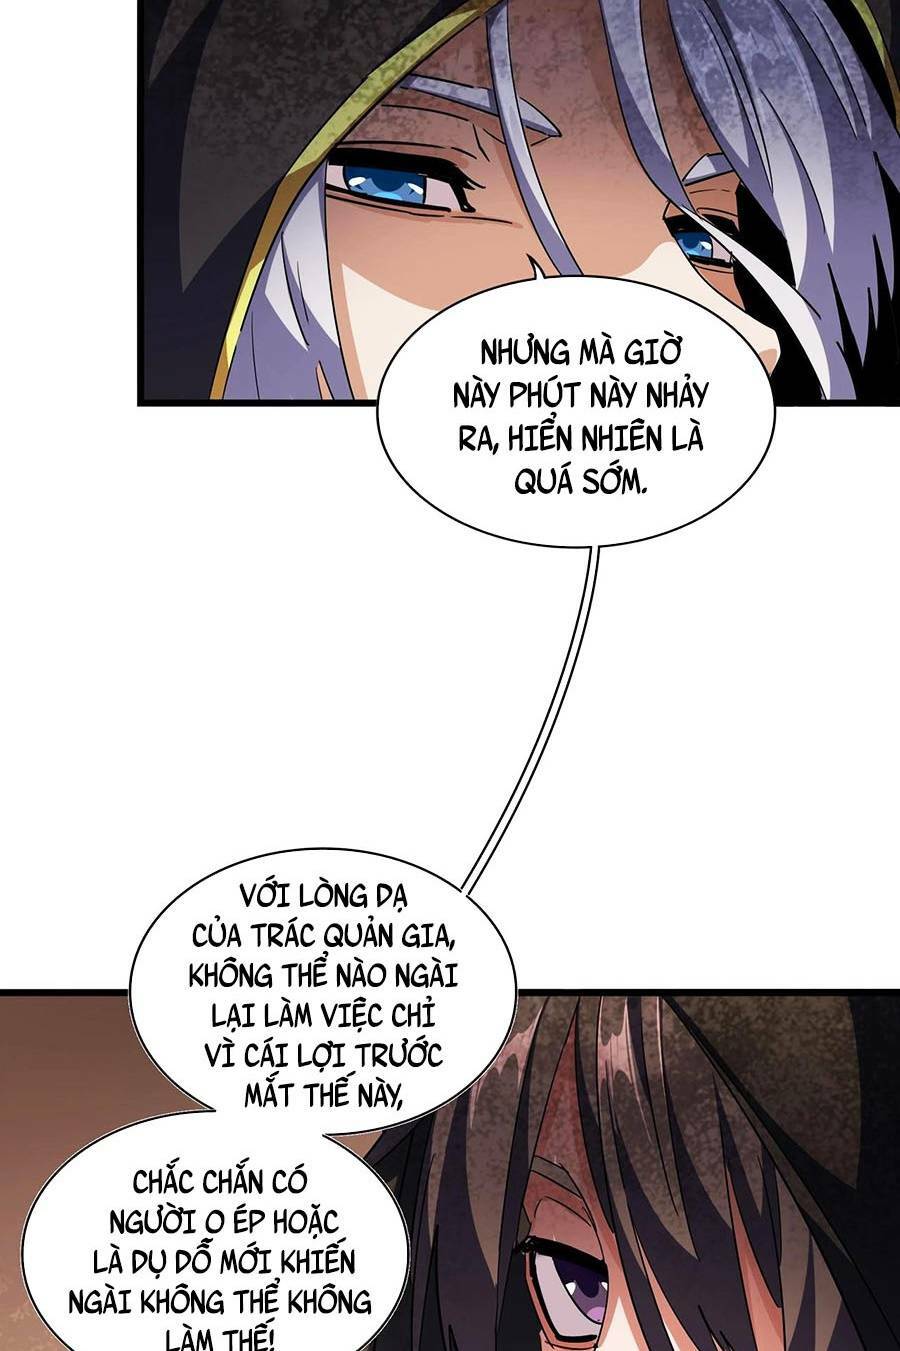 NHƯNG MÀ GIỜ
NÀY PHÚT NÀY NHẢY
RA, HIỂN NHIÊN LÀ
QUÁ SỚM.
VỚI LÒNG DẠ
CỦA TRÁC QUẢN GIA,
KHÔNG THỂ NÀO NGÀI
LẠI LÀM VIỆC CHỈ
VÌ CÁI LỢI TRƯỚC
MẮT THẾ NÀY,
CHẮC CHẮN CÓ
NGƯỜI O ÉP HOẶC
LÀ DỤ DỖ MỚI KHIẾN
NGÀI KHÔNG THỂ KHÔNG
LÀM THẾ!